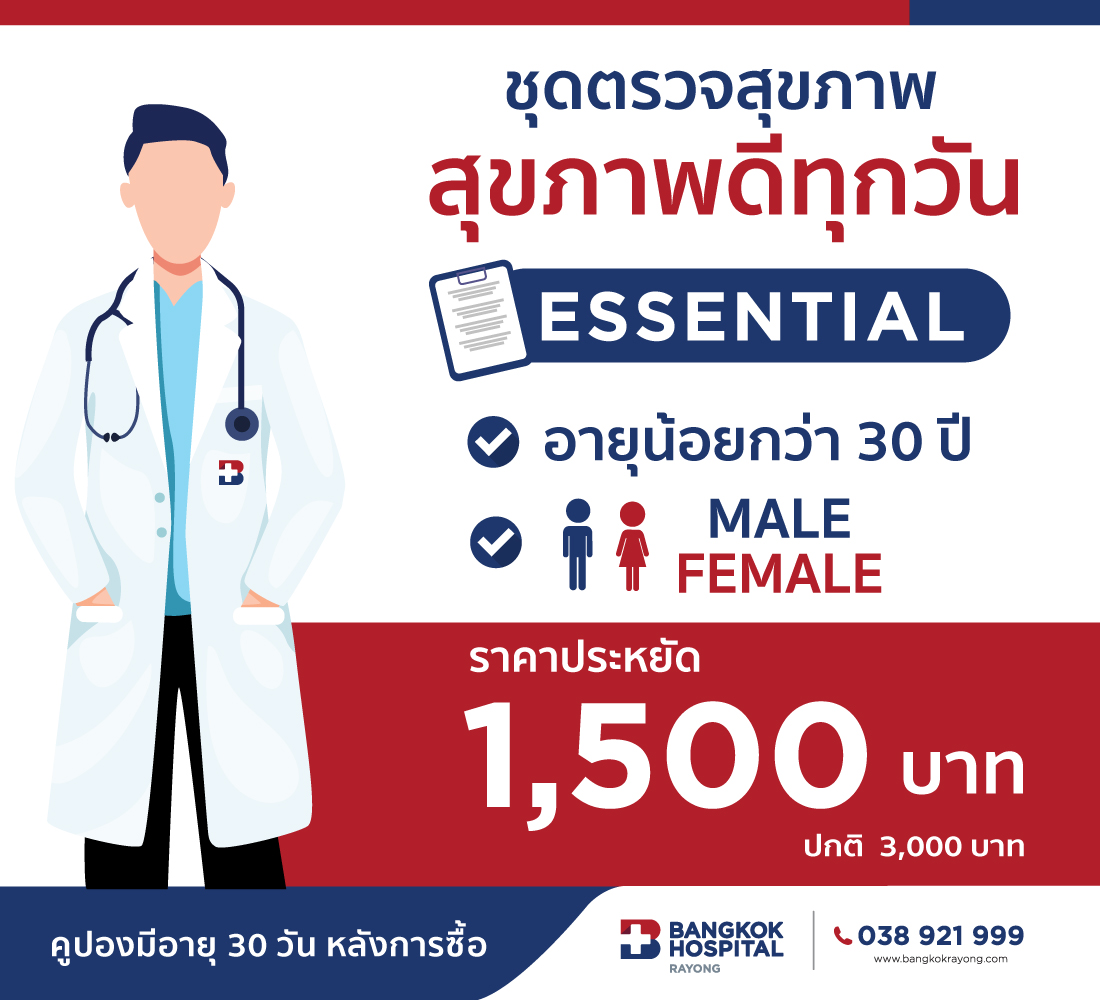 ชุดตรวจสุขภาพ
สุขภาพดีทุกวัน
ESSENTIAL
อายุน้อยกว่า 30 ปี
MALE
FEMALE
ราคาประหยัด
1,500 บาท
ปกติ 3,000 บาท
คูปองมีอายุ 30 วัน หลังการซื้อ
BANGKOK
HOSPITAL
RAYONG
038 921 999
www.bangkokrayong.com